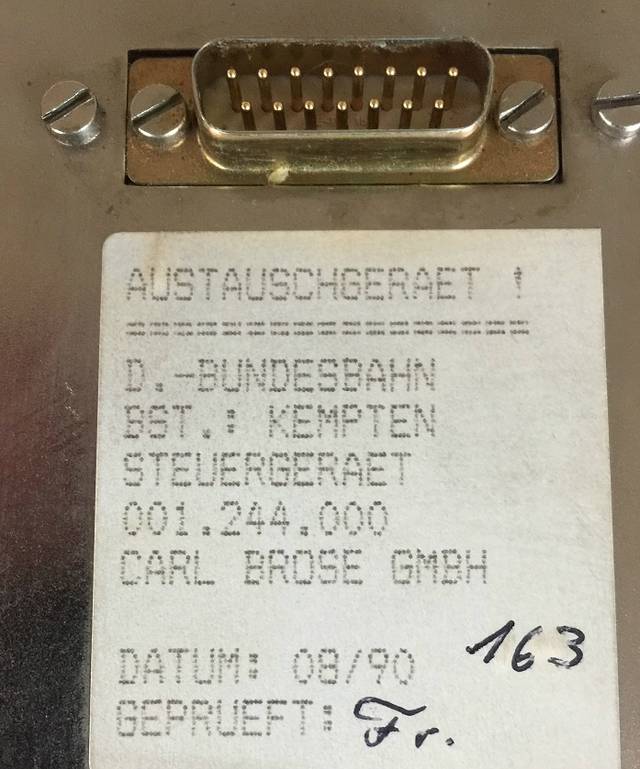 AUSTAUSCHGERAET !
==================
D.-BUNDESBAHN
BST.: KEMPTEN
STEUERGERAET
001.244.000
CARL BROSE GMBH
163
DATUM: 08/90
GEPRUEFT: Fr.